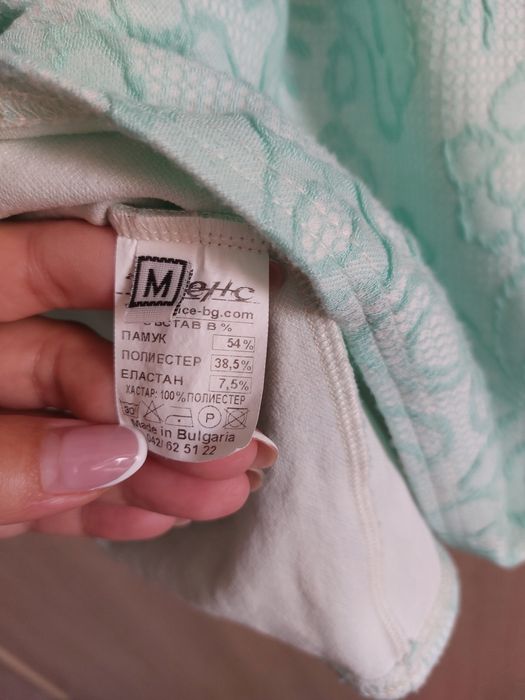 M
ice-bg.com
СЪСТАВ В %
ПАМУК 54%
ПОЛИЕСТЕР 38,5%
ЕЛАСТАН 7,5%
ХАСТАР: 100% ПОЛИЕСТЕР
30 P
Made in Bulgaria
042/ 62 51 22